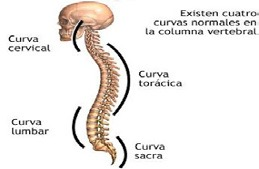 Existen cuatro
curvas normales en
la columna vertebral.
Curva
cervical
Curva
torácica
Curva
lumbar
Curva
sacra